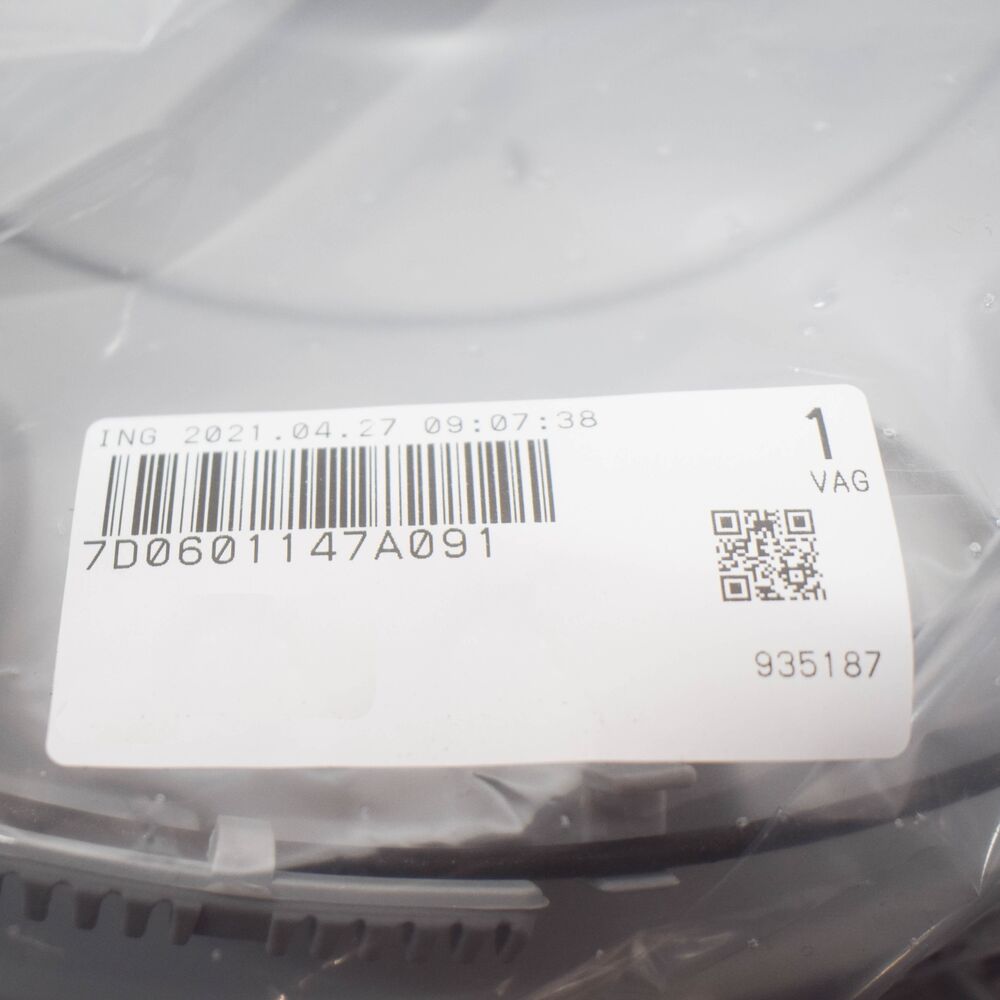 ING 2021.04.27 09:07:38
1
VAG
7D0601147A091
935187